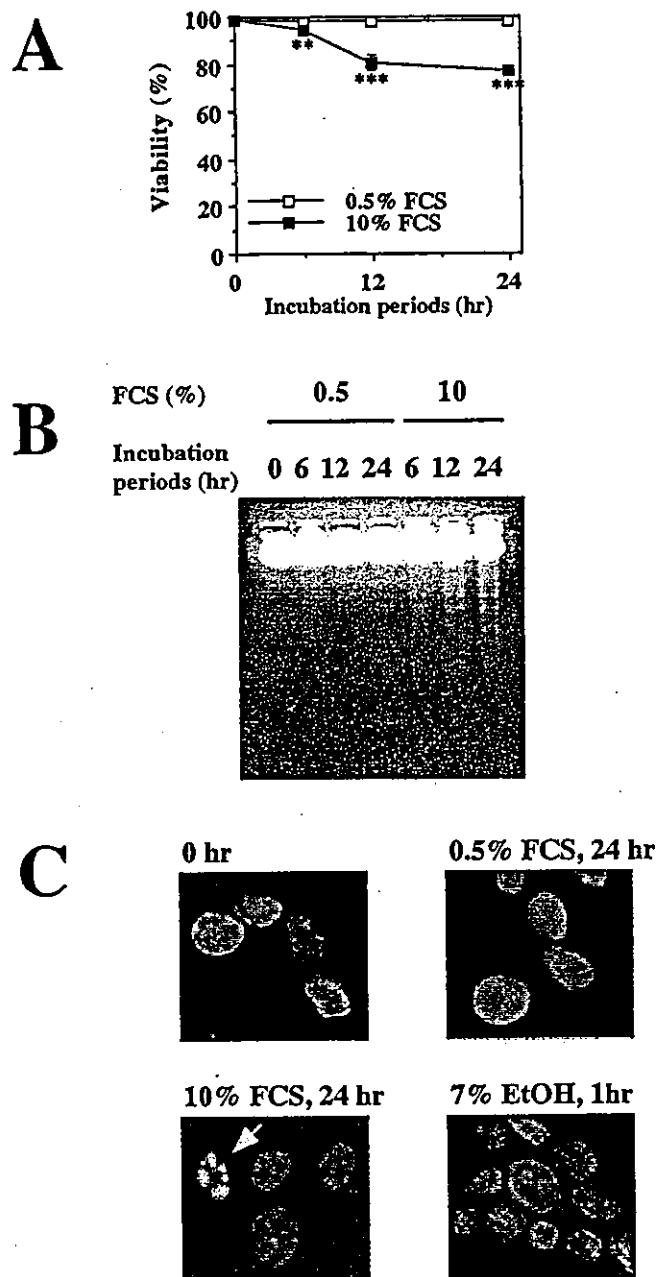 A
100
80
60
40
20
0
Viability (%)
**
***
***
0.5% FCS
10% FCS
0 12 24
Incubation periods (hr)
B
FCS (%) 0.5 10
Incubation
periods (hr) 0 6 12 24 6 12 24
C
0 hr 0.5% FCS, 24 hr
10% FCS, 24 hr 7% EtOH, 1hr